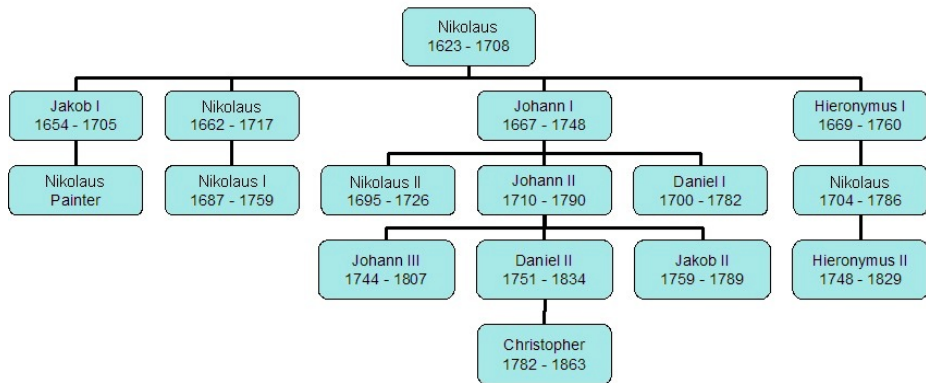 Nikolaus
1623 - 1708
Jakob I
1654 - 1705
Nikolaus
1662 - 1717
Johann I
1667 - 1748
Hieronymus I
1669 - 1760
Nikolaus
Painter
Nikolaus I
1687 - 1759
Nikolaus II
1695 - 1726
Johann II
1710 - 1790
Daniel I
1700 - 1782
Nikolaus
1704 - 1786
Johann III
1744 - 1807
Daniel II
1751 - 1834
Jakob II
1759 - 1789
Hieronymus II
1748 - 1829
Christopher
1782 - 1863